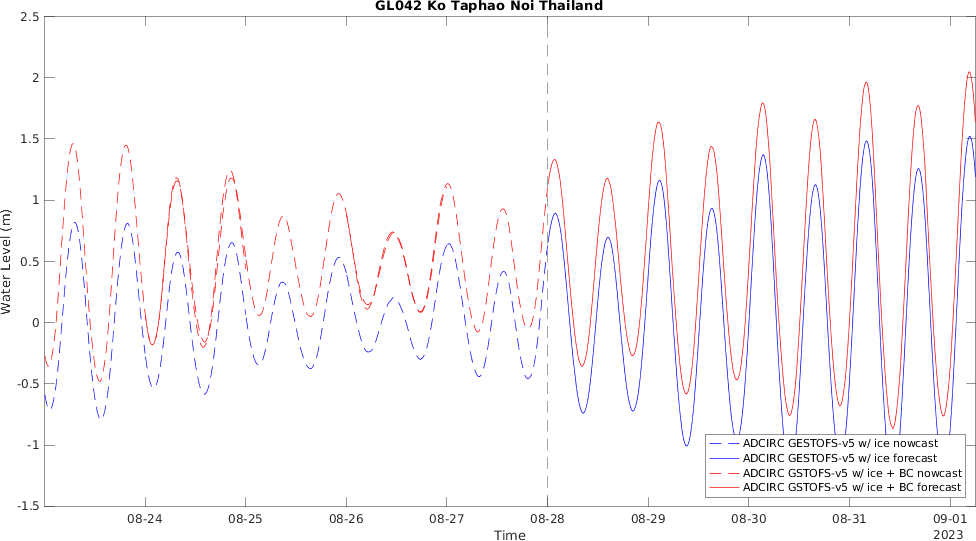 GL042 Ko Taphao Noi Thailand
2.5
2
1.5
1
0.5
0
-0.5
-1
-1.5
Water Level (m)
08-24
08-25
08-26
08-27
08-28
08-29
08-30
08-31
09-01
2023
Time
ADCIRC GESTOFS-v5 w/ ice nowcast
ADCIRC GESTOFS-v5 w/ ice forecast
ADCIRC GSTOFS-v5 w/ ice + BC nowcast
ADCIRC GSTOFS-v5 w/ ice + BC forecast